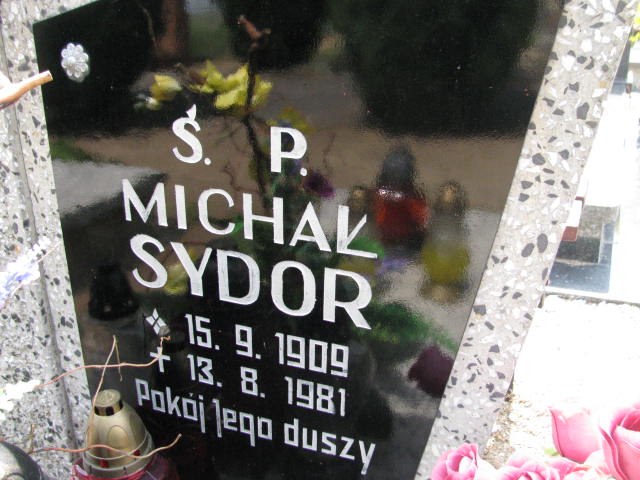 Ś. P.
MICHAŁ
SYDOR
15. 9. 1909
13. 8. 1981
Pokój Jego duszy